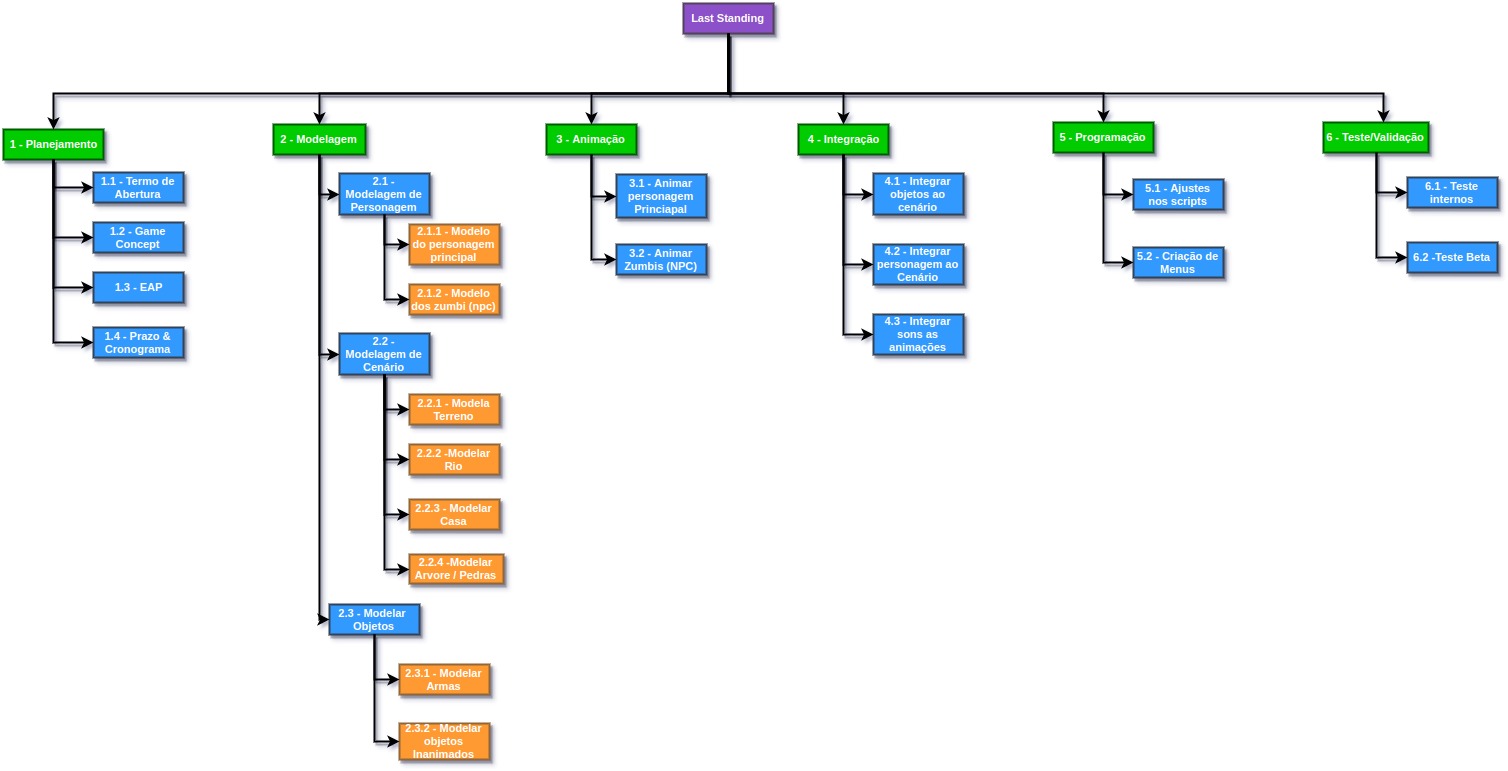 Last Standing
1 - Planejamento
1.1 - Termo de
Abertura
1.2 - Game
Concept
1.3 - EAP
1.4 - Prazo &
Cronograma
2 - Modelagem
2.1 -
Modelagem de
Personagem
2.1.1 - Modelo
do personagem
principal
2.1.2 - Modelo
dos zumbi (npc)
2.2 -
Modelagem de
Cenário
2.2.1 - Modela
Terreno
2.2.2 -Modelar
Rio
2.2.3 - Modelar
Casa
2.2.4 -Modelar
Arvore / Pedras
2.3 - Modelar
Objetos
2.3.1 - Modelar
Armas
2.3.2 - Modelar
objetos
Inanimados
3 - Animação
3.1 - Animar
personagem
Princiapal
3.2 - Animar
Zumbis (NPC)
4 - Integração
4.1 - Integrar
objetos ao
cenário
4.2 - Integrar
personagem ao
Cenário
4.3 - Integrar
sons as
animações
5 - Programação
5.1 - Ajustes
nos scripts
5.2 - Criação de
Menus
6 - Teste/Validação
6.1 - Teste
internos
6.2 -Teste Beta